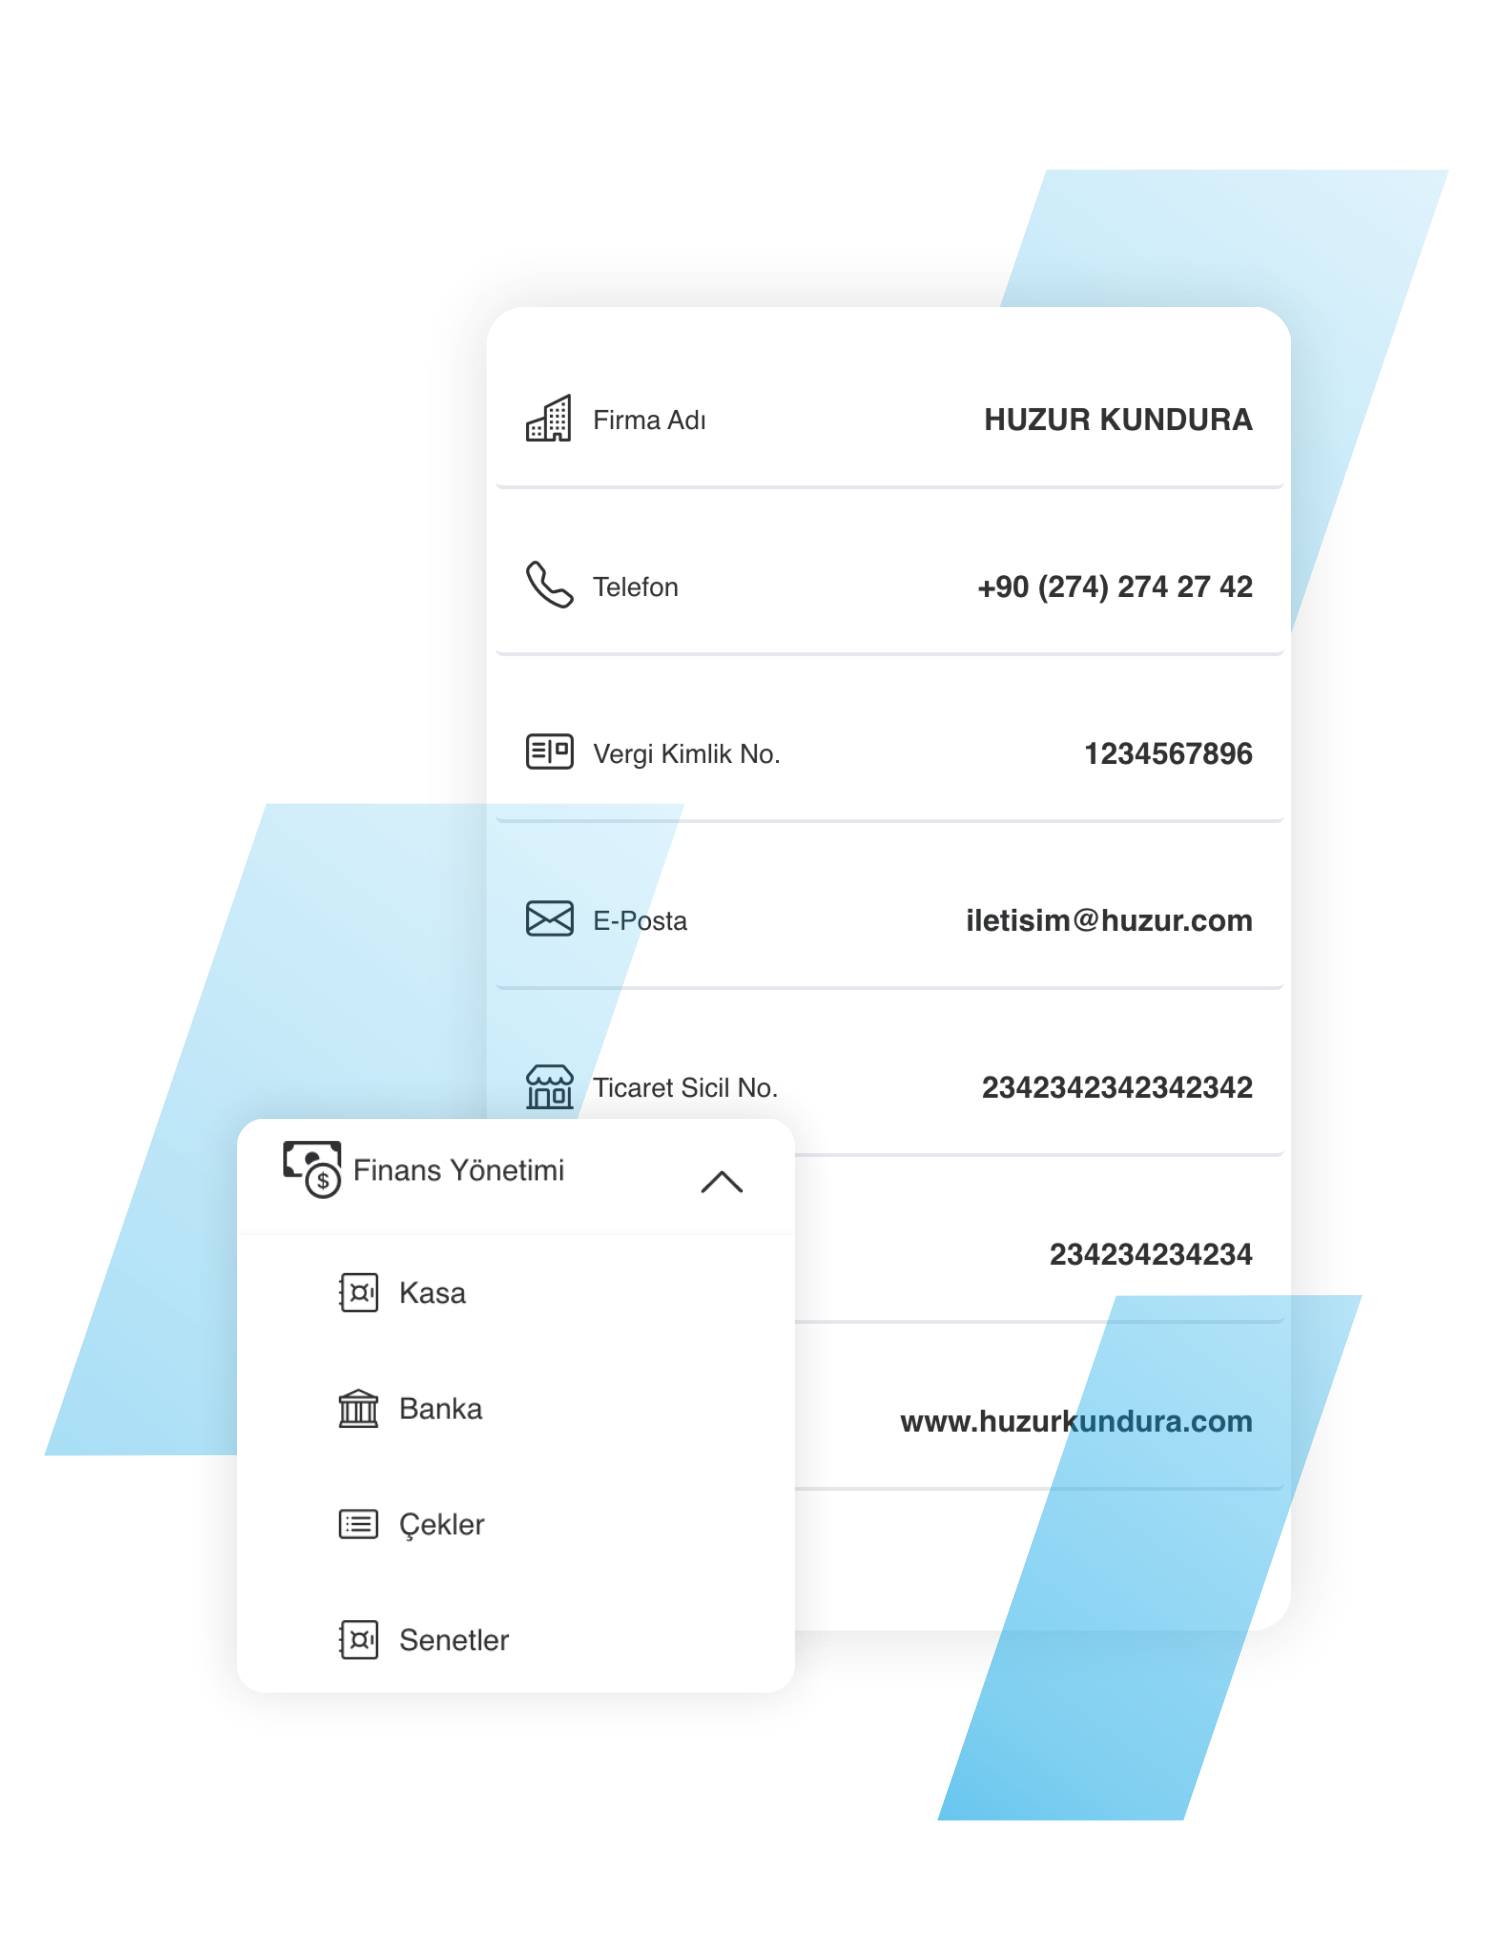 Firma Adı HUZUR KUNDURA
Telefon +90 (274) 274 27 42
Vergi Kimlik No. 1234567896
E-Posta iletisim@huzur.com
Ticaret Sicil No. 2342342342342342
234234234234
www.huzurkundura.com
Finans Yönetimi
Kasa
Banka
Çekler
Senetler